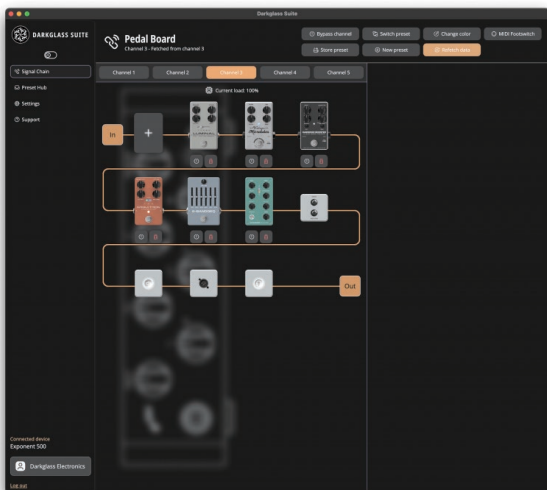 Darkglass Suite
DARKGLASS SUITE
Pedal Board
Channel 3 - Fetched from channel 3
Bypass channel
Switch preset
Change color
MIDI Footswitch
Store preset
New preset
Refetch data
Signal Chain
Preset Hub
Settings
Support
Channel 1
Channel 2
Channel 3
Channel 4
Channel 5
Current load: 100%
In
Out
Connected device
Exponent 500
Darkglass Electronics
Log out